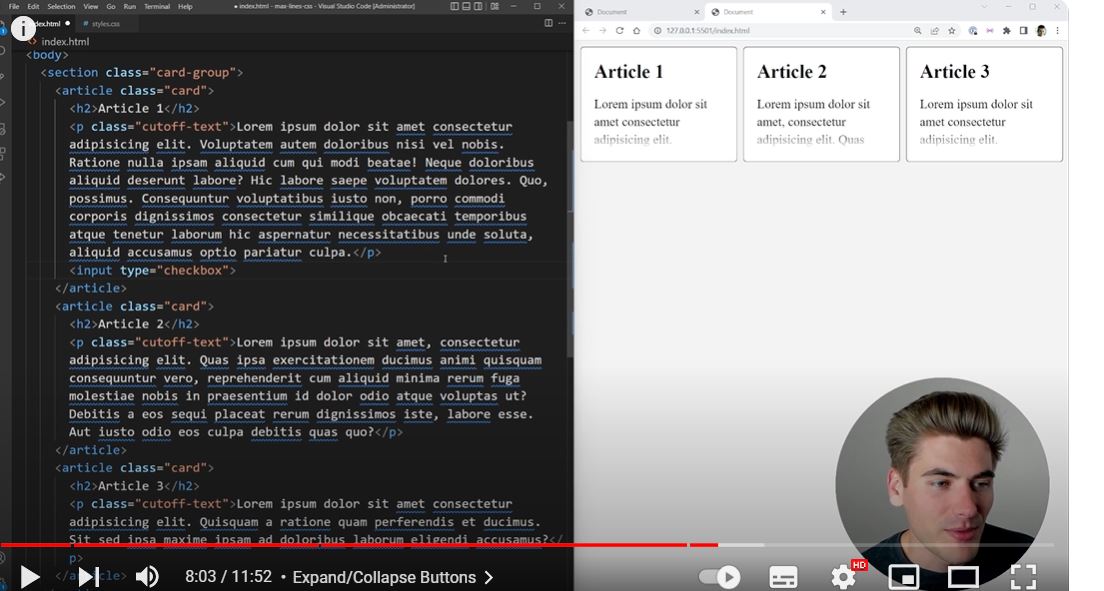 File Edit Selection View Go Run Terminal Help
● index.html - max-lines-css - Visual Studio Code [Administrator]
index.html ● # styles.css
index.html
<body>
<section class="card-group">
<article class="card">
<h2>Article 1</h2>
<p class="cutoff-text">Lorem ipsum dolor sit amet consectetur
adipisicing elit. Voluptatem autem doloribus nisi vel nobis.
Ratione nulla ipsam aliquid cum qui modi beatae! Neque doloribus
aliquid deserunt labore? Hic labore saepe voluptatem dolores. Quo,
possimus. Consequuntur voluptatibus iusto non, porro commodi
corporis dignissimos consectetur similique obcaecati temporibus
atque tenetur laborum hic aspernatur necessitatibus unde soluta,
aliquid accusamus optio pariatur culpa.</p>
<input type="checkbox">
</article>
<article class="card">
<h2>Article 2</h2>
<p class="cutoff-text">Lorem ipsum dolor sit amet, consectetur
adipisicing elit. Quas ipsa exercitationem ducimus animi quisquam
consequuntur vero, reprehenderit cum aliquid minima rerum fuga
molestiae nobis in praesentium id dolor odio atque voluptas ut?
Debitis a eos sequi placeat rerum dignissimos iste, labore esse.
Aut iusto odio eos culpa debitis quas quo?</p>
</article>
<article class="card">
<h2>Article 3</h2>
<p class="cutoff-text">Lorem ipsum dolor sit amet consectetur
adipisicing elit. Quisquam a ratione quam perferendis et ducimus.
Sit sed ipsa maxime ipsam ad doloribus laborum eligendi accusamus?</
p>
</article>
Document Document
127.0.0.1:5501/index.html
Article 1
Lorem ipsum dolor sit
amet consectetur
adipisicing elit.
Article 2
Lorem ipsum dolor sit
amet, consectetur
adipisicing elit. Quas
Article 3
Lorem ipsum dolor sit
amet consectetur
adipisicing elit.
8:03 / 11:52 • Expand/Collapse Buttons
HD